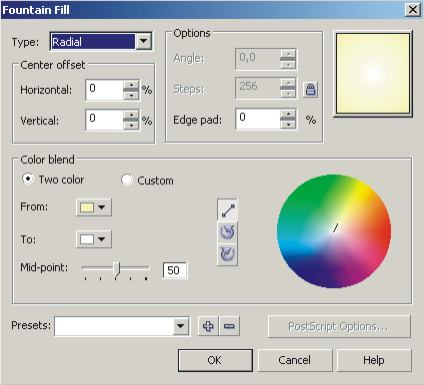 Fountain Fill
Type: Radial
Center offset
Horizontal: 0 %
Vertical: 0 %
Options
Angle: 0,0
Steps: 256
Edge pad: 0 %
Color blend
Two color Custom
From:
To:
Mid-point: 50
Presets:
PostScript Options...
OK Cancel Help